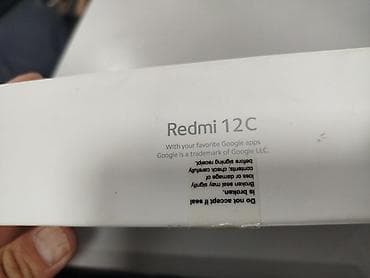 Redmi 12C
With your favorite Google apps
Google is a trademark of Google LLC.
Do not accept if seal
is broken.
Broken seal may signify
loss or damage of
contents. check carefully
before signing receipt.